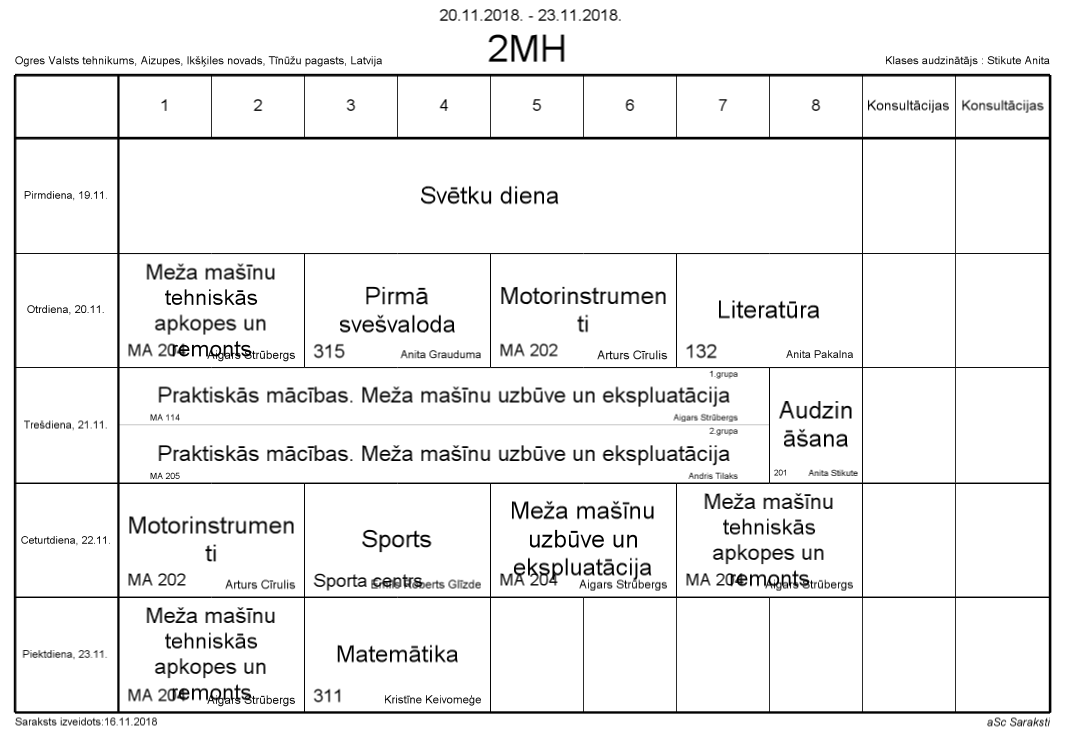 20.11.2018. - 23.11.2018.
2MH
Ogres Valsts tehnikums, Aizupes, Ikšķiles novads, Tīnūžu pagasts, Latvija
Klases audzinātājs : Stikute Anita
1 2 3 4 5 6 7 8 Konsultācijas Konsultācijas
Pirmdiena, 19.11.
Svētku diena
Otrdiena, 20.11.
Meža mašīnu
tehniskās
apkopes un
remonts
MA 204 Aigars Strūbergs
Pirmā
svešvaloda
315 Anita Grauduma
Motorinstrumen
ti
MA 202 Arturs Cīrulis
Literatūra
132 Anita Pakalna
Trešdiena, 21.11.
1.grupa
Praktiskās mācības. Meža mašīnu uzbūve un ekspluatācija
MA 114 Aigars Strūbergs
2.grupa
Praktiskās mācības. Meža mašīnu uzbūve un ekspluatācija
MA 205 Andris Tilaks
Audzin
āšana
201 Anita Stikute
Ceturtdiena, 22.11.
Motorinstrumen
ti
MA 202 Arturs Cīrulis
Sports
Sporta centrs Emīls Roberts Glīzde
Meža mašīnu
uzbūve un
ekspluatācija
MA 204 Aigars Strūbergs
Meža mašīnu
tehniskās
apkopes un
remonts
MA 204 Aigars Strūbergs
Piektdiena, 23.11.
Meža mašīnu
tehniskās
apkopes un
remonts
MA 204 Aigars Strūbergs
Matemātika
311 Kristīne Keivomeģe
Saraksts izveidots:16.11.2018
aSc Saraksti